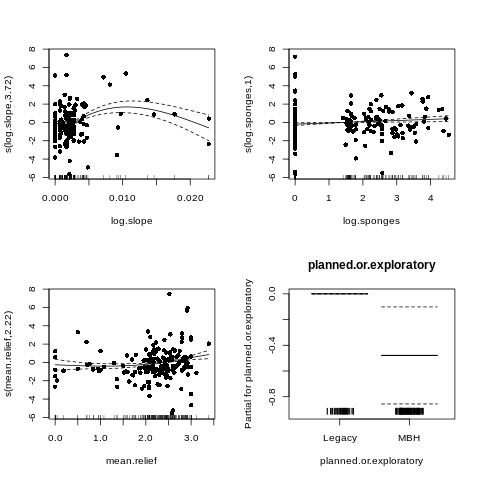 s(log.slope,3.72)
8
6
4
2
0
-2
-4
-6
0.000 0.010 0.020
log.slope
s(log.sponges,1)
8
6
4
2
0
-2
-4
-6
0 1 2 3 4
log.sponges
s(mean.relief,2.22)
8
6
4
2
0
-2
-4
-6
0.0 1.0 2.0 3.0
mean.relief
planned.or.exploratory
Partial for planned.or.exploratory
0.0
-0.4
-0.8
Legacy MBH
planned.or.exploratory